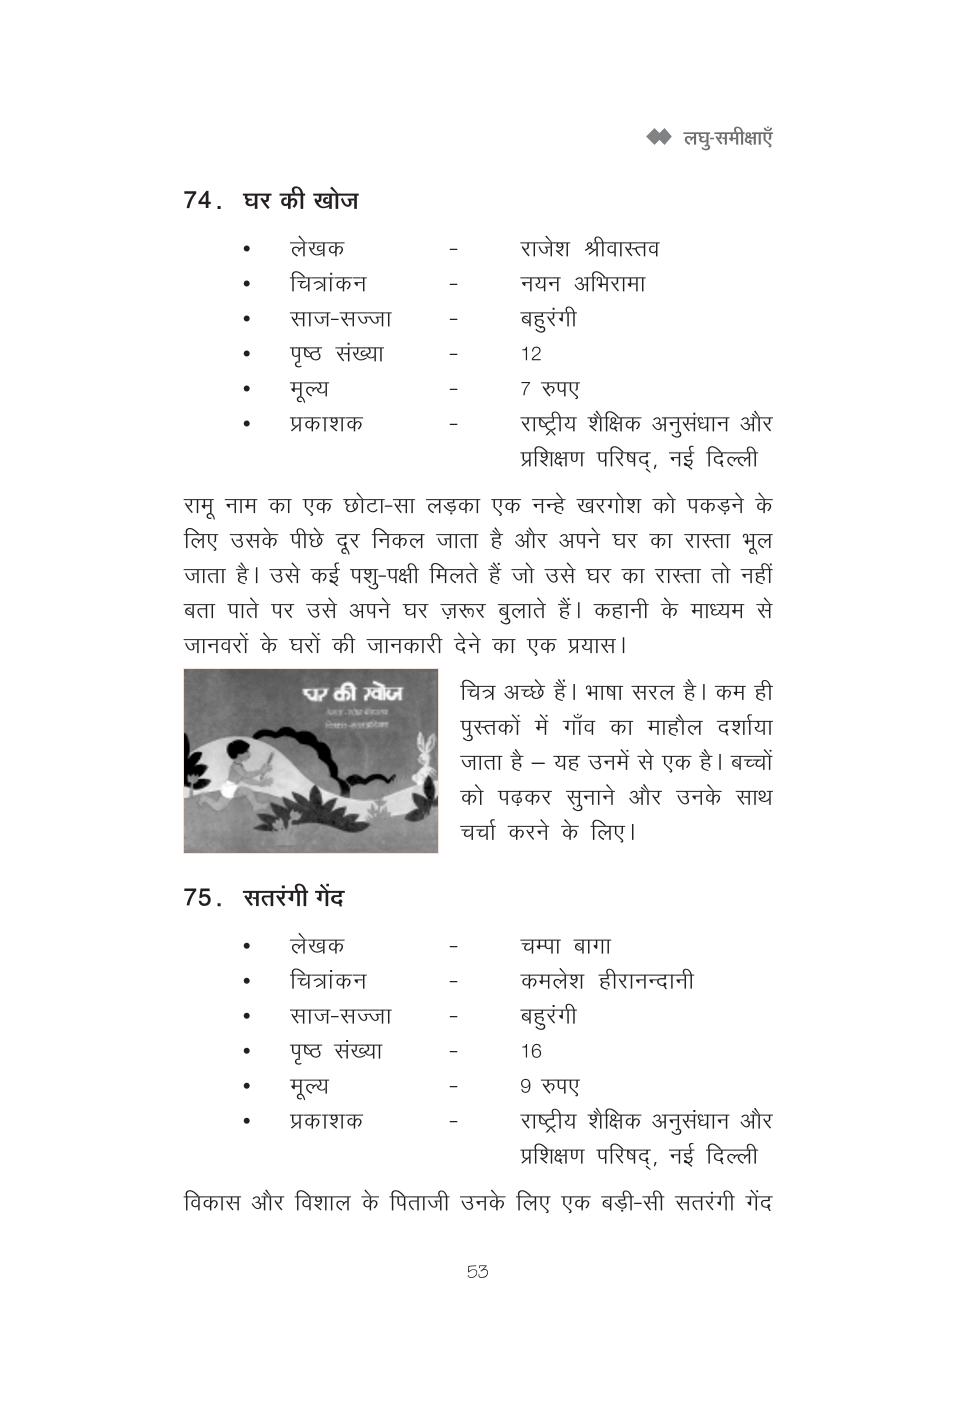 लघु-समीक्षाएँ
74. घर की खोज
• लेखक - राजेश श्रीवास्तव
• चित्रांकन - नयन अभिरामा
• साज-सज्जा - बहुरंगी
• पृष्ठ संख्या - 12
• मूल्य - 7 रुपए
• प्रकाशक - राष्ट्रीय शैक्षिक अनुसंधान और
प्रशिक्षण परिषद्, नई दिल्ली
रामू नाम का एक छोटा-सा लड़का एक नन्हे खरगोश को पकड़ने के
लिए उसके पीछे दूर निकल जाता है और अपने घर का रास्ता भूल
जाता है। उसे कई पशु-पक्षी मिलते हैं जो उसे घर का रास्ता तो नहीं
बता पाते पर उसे अपने घर ज़रूर बुलाते हैं। कहानी के माध्यम से
जानवरों के घरों की जानकारी देने का एक प्रयास।
घर की खोज
चित्र अच्छे हैं। भाषा सरल है। कम ही
पुस्तकों में गाँव का माहौल दर्शाया
जाता है – यह उनमें से एक है। बच्चों
को पढ़कर सुनाने और उनके साथ
चर्चा करने के लिए।
75. सतरंगी गेंद
• लेखक - चम्पा बागा
• चित्रांकन - कमलेश हीरानन्दानी
• साज-सज्जा - बहुरंगी
• पृष्ठ संख्या - 16
• मूल्य - 9 रुपए
• प्रकाशक - राष्ट्रीय शैक्षिक अनुसंधान और
प्रशिक्षण परिषद्, नई दिल्ली
विकास और विशाल के पिताजी उनके लिए एक बड़ी-सी सतरंगी गेंद
53